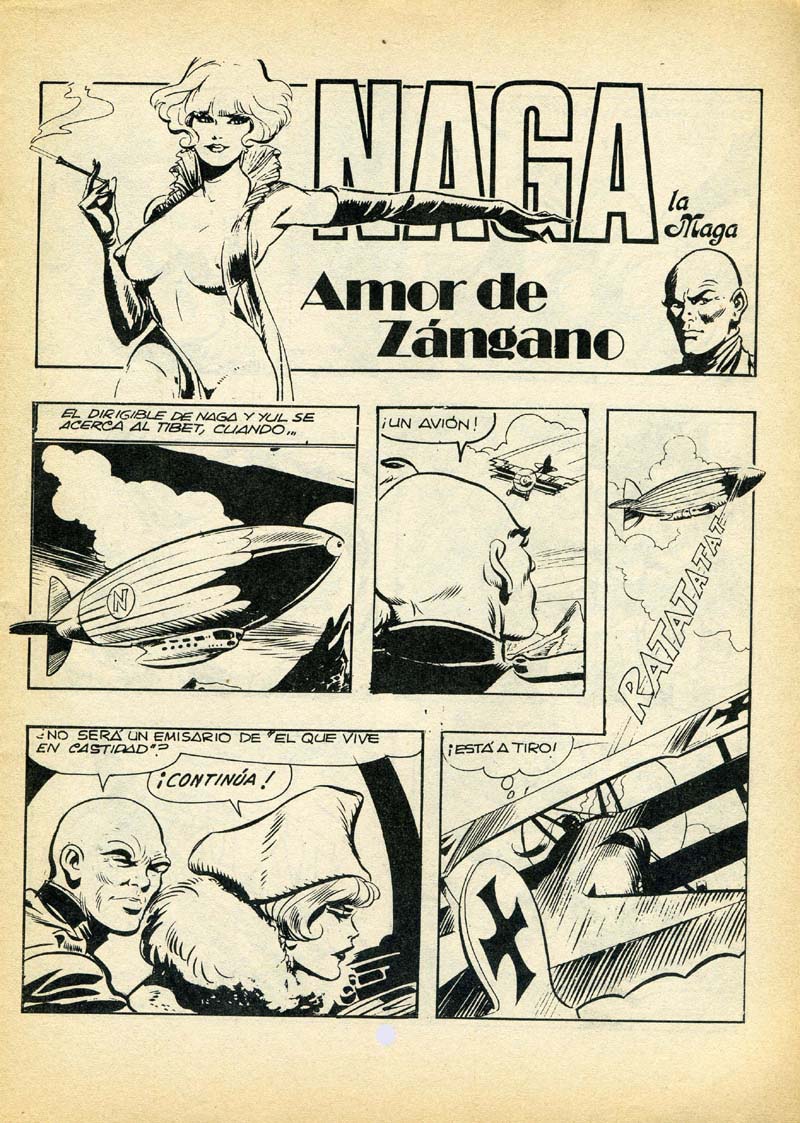 NAGA
la
Maga
Amor de
Zángano
EL DIRIGIBLE DE NAGA Y YUL SE
ACERCA AL TIBET, CUANDO...
N
¡UN AVIÓN!
RATATATATAT
¿NO SERÁ UN EMISARIO DE "EL QUE VIVE
EN CASTIDAD"?
¡CONTINÚA!
¡ESTÁ A TIRO!